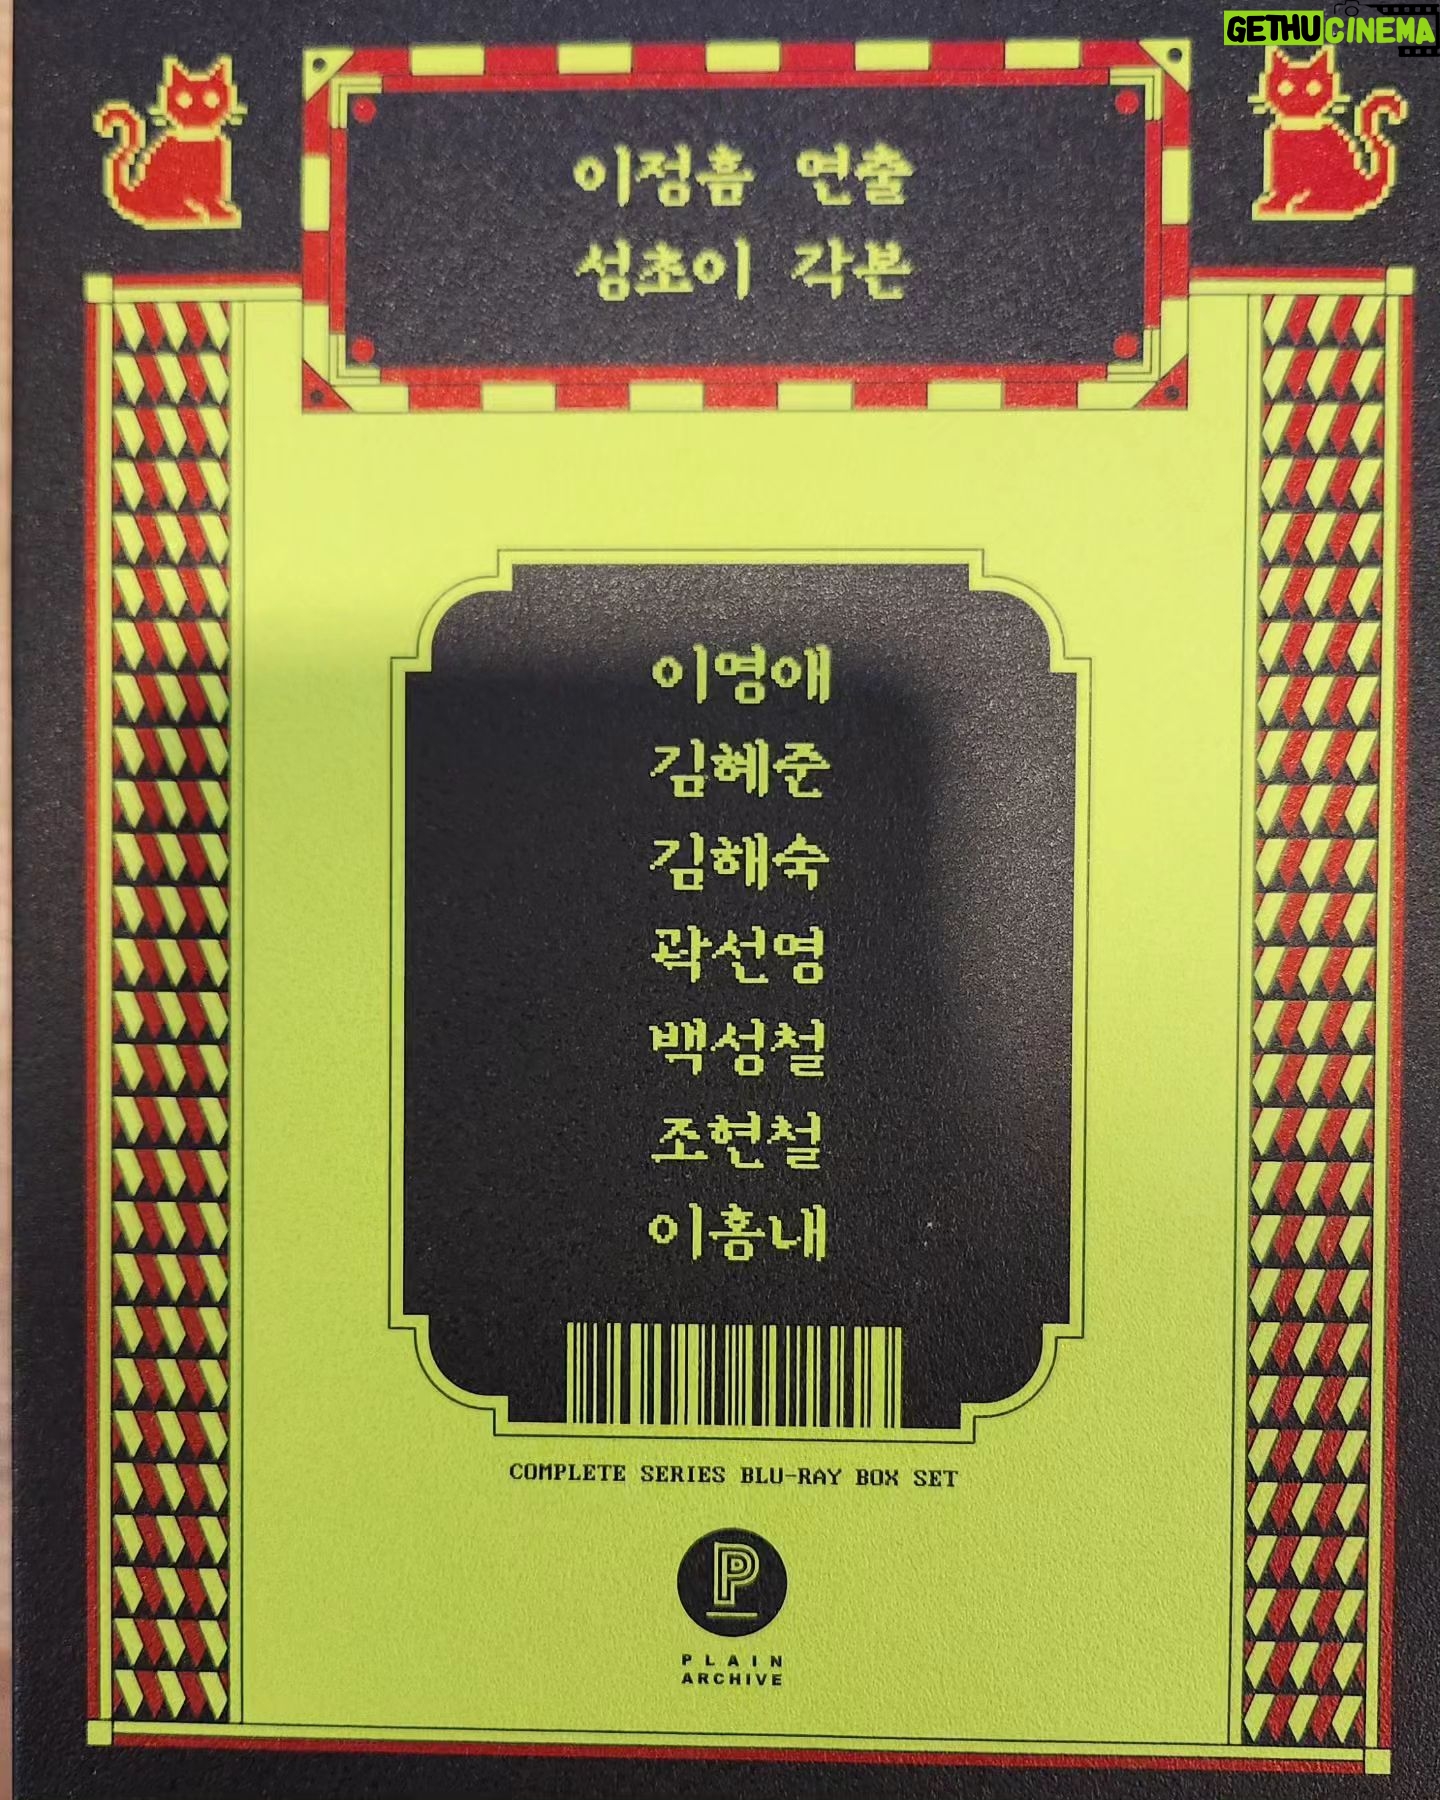 GETHUCINEMA
이정흠 연출
성초이 각본
이영애
김혜준
김해숙
곽선영
백성철
조현철
이홍내
COMPLETE SERIES BLU-RAY BOX SET
P
PLAIN
ARCHIVE